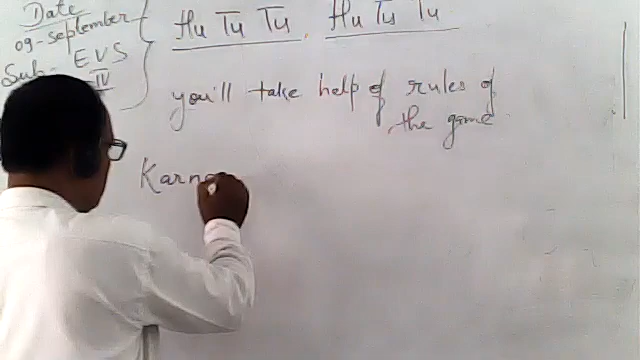 Date
09-september
Sub- EVS
IV
Hu Tu Tu, Hu Tu Tu
you'll take help of rules of
the game
Karna